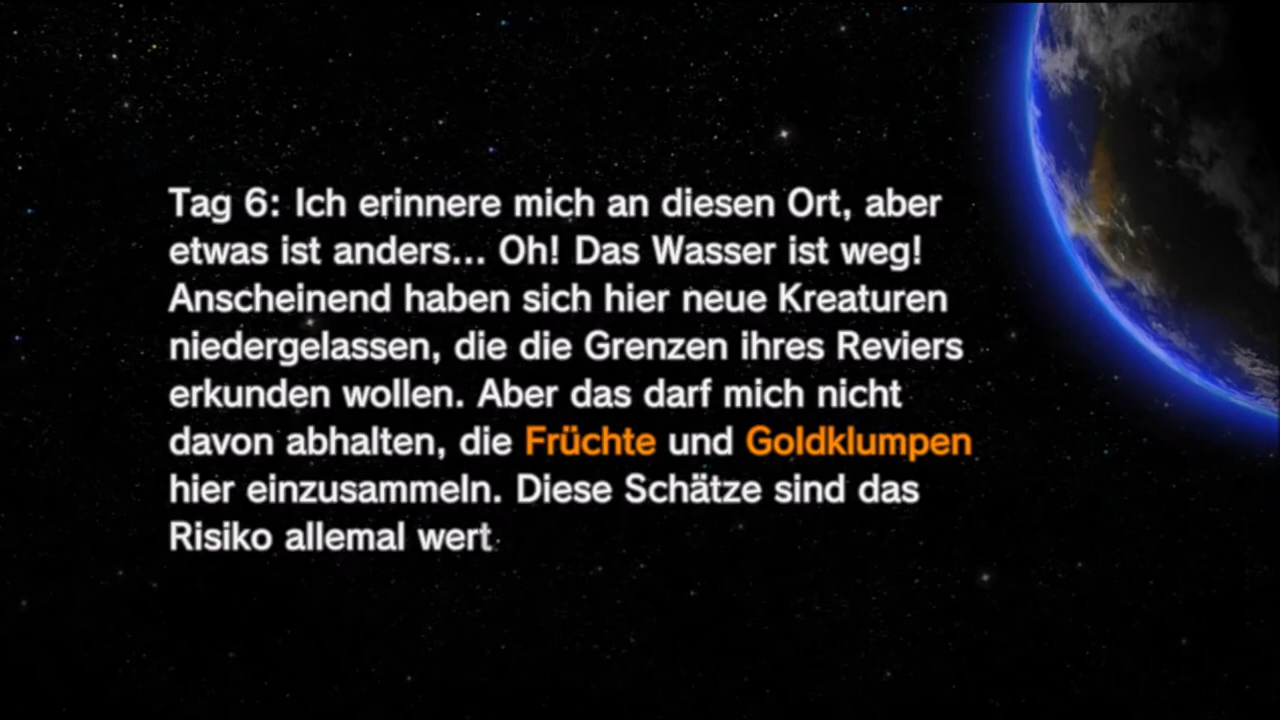 Tag 6: Ich erinnere mich an diesen Ort, aber
etwas ist anders... Oh! Das Wasser ist weg!
Anscheinend haben sich hier neue Kreaturen
niedergelassen, die die Grenzen ihres Reviers
erkunden wollen. Aber das darf mich nicht
davon abhalten, die Früchte und Goldklumpen
hier einzusammeln. Diese Schätze sind das
Risiko allemal wert